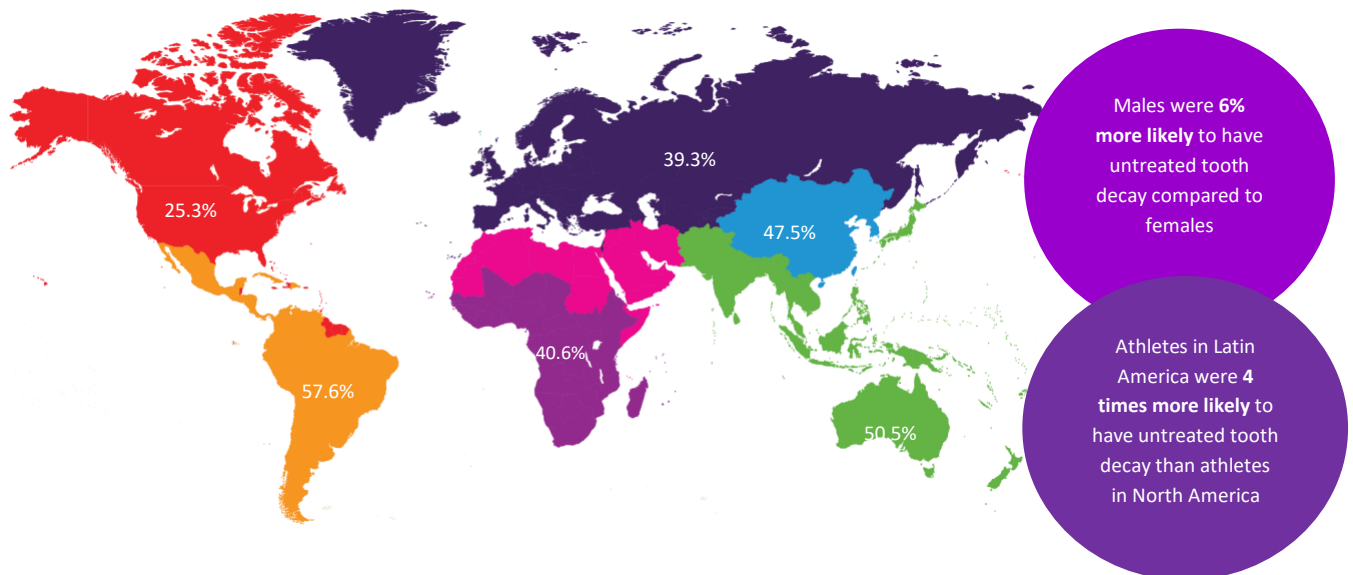 39.3%
25.3%
47.5%
40.6%
57.6%
50.5%
Males were 6%
more likely to have
untreated tooth
decay compared to
females
Athletes in Latin
America were 4
times more likely to
have untreated tooth
decay than athletes
in North America